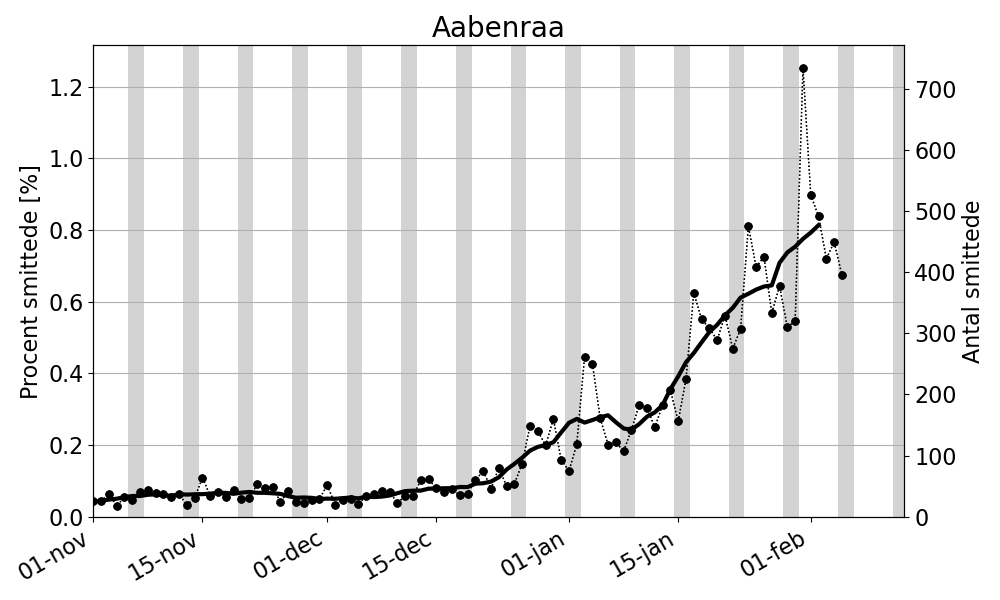 Aabenraa
Procent smittede [%]
1.2
1.0
0.8
0.6
0.4
0.2
0.0
700
600
500
400
300
200
100
0
Antal smittede
01-nov
15-nov
01-dec
15-dec
01-jan
15-jan
01-feb